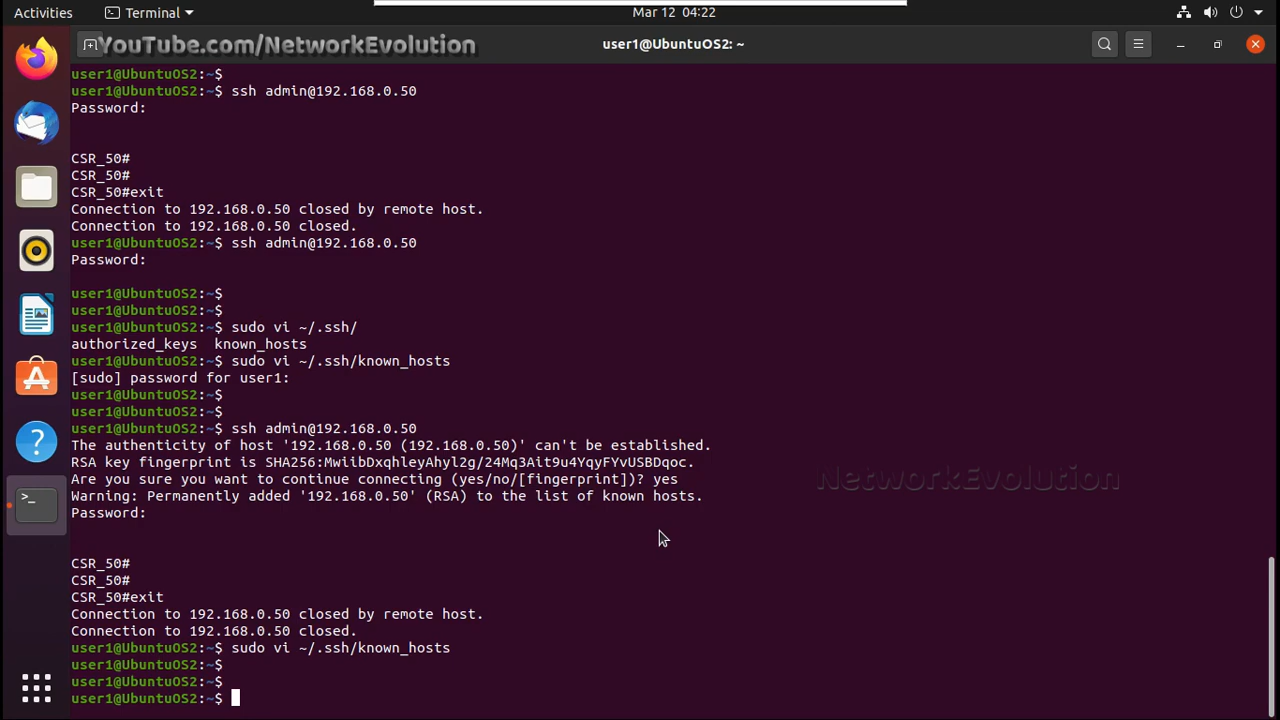 Activities
Terminal
Mar 12 04:22
YouTube.com/NetworkEvolution
user1@UbuntuOS2: ~
user1@UbuntuOS2:~$
user1@UbuntuOS2:~$ ssh admin@192.168.0.50
Password:
CSR_50#
CSR_50#
CSR_50#exit
Connection to 192.168.0.50 closed by remote host.
Connection to 192.168.0.50 closed.
user1@UbuntuOS2:~$ ssh admin@192.168.0.50
Password:
user1@UbuntuOS2:~$
user1@UbuntuOS2:~$
user1@UbuntuOS2:~$ sudo vi ~/.ssh/
authorized_keys  known_hosts
user1@UbuntuOS2:~$ sudo vi ~/.ssh/known_hosts
[sudo] password for user1:
user1@UbuntuOS2:~$
user1@UbuntuOS2:~$
user1@UbuntuOS2:~$ ssh admin@192.168.0.50
The authenticity of host '192.168.0.50 (192.168.0.50)' can't be established.
RSA key fingerprint is SHA256:MwiibDxqhleyAhyl2g/24Mq3Ait9u4YqyFYvUSBDqoc.
Are you sure you want to continue connecting (yes/no/[fingerprint])? yes
NetworkEvolution
Warning: Permanently added '192.168.0.50' (RSA) to the list of known hosts.
Password:
CSR_50#
CSR_50#
CSR_50#exit
Connection to 192.168.0.50 closed by remote host.
Connection to 192.168.0.50 closed.
user1@UbuntuOS2:~$ sudo vi ~/.ssh/known_hosts
user1@UbuntuOS2:~$
user1@UbuntuOS2:~$
user1@UbuntuOS2:~$